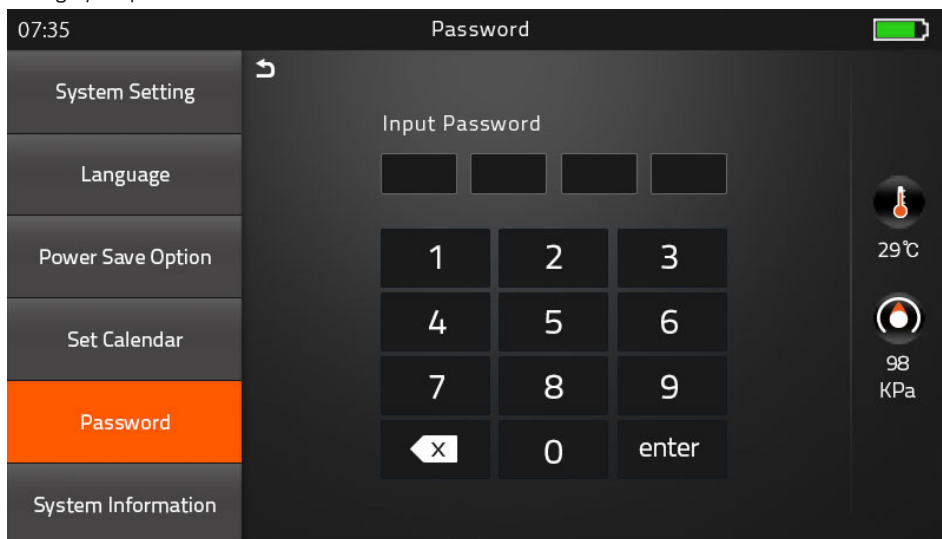 07:35
Password
System Setting
Language
Power Save Option
Set Calendar
Password
System Information
Input Password
1 2 3
4 5 6
7 8 9
X 0 enter
29℃
98
KPa